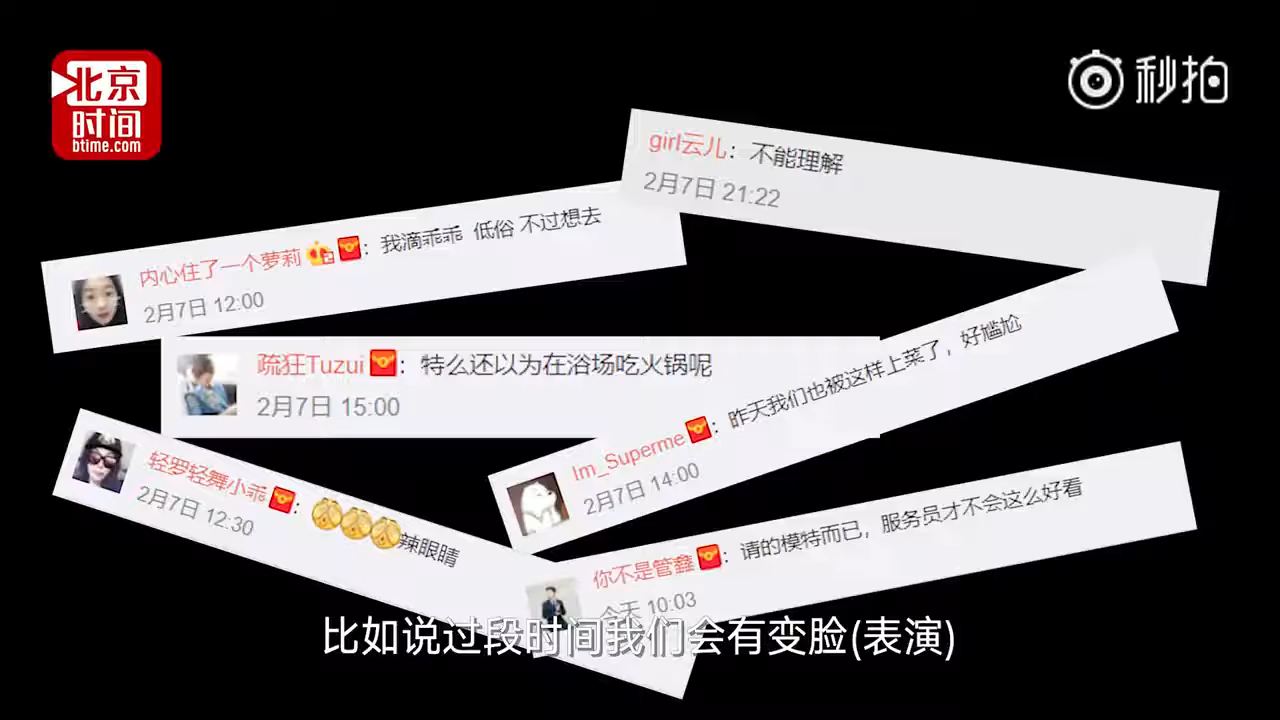 北京
时间
btime.com
秒拍
girl云儿：不能理解
2月7日 21:22
内心住了一个萝莉：我滴乖乖 低俗 不过想去
2月7日 12:00
疏狂Tuzui：特么还以为在浴场吃火锅呢
2月7日 15:00
Im_Superme：昨天我们也被这样上菜了，好尴尬
2月7日 14:00
轻罗轻舞小乖：辣眼睛
2月7日 12:30
你不是管鑫：请的模特而已，服务员才不会这么好看
今天 10:03
比如说过段时间我们会有变脸(表演)